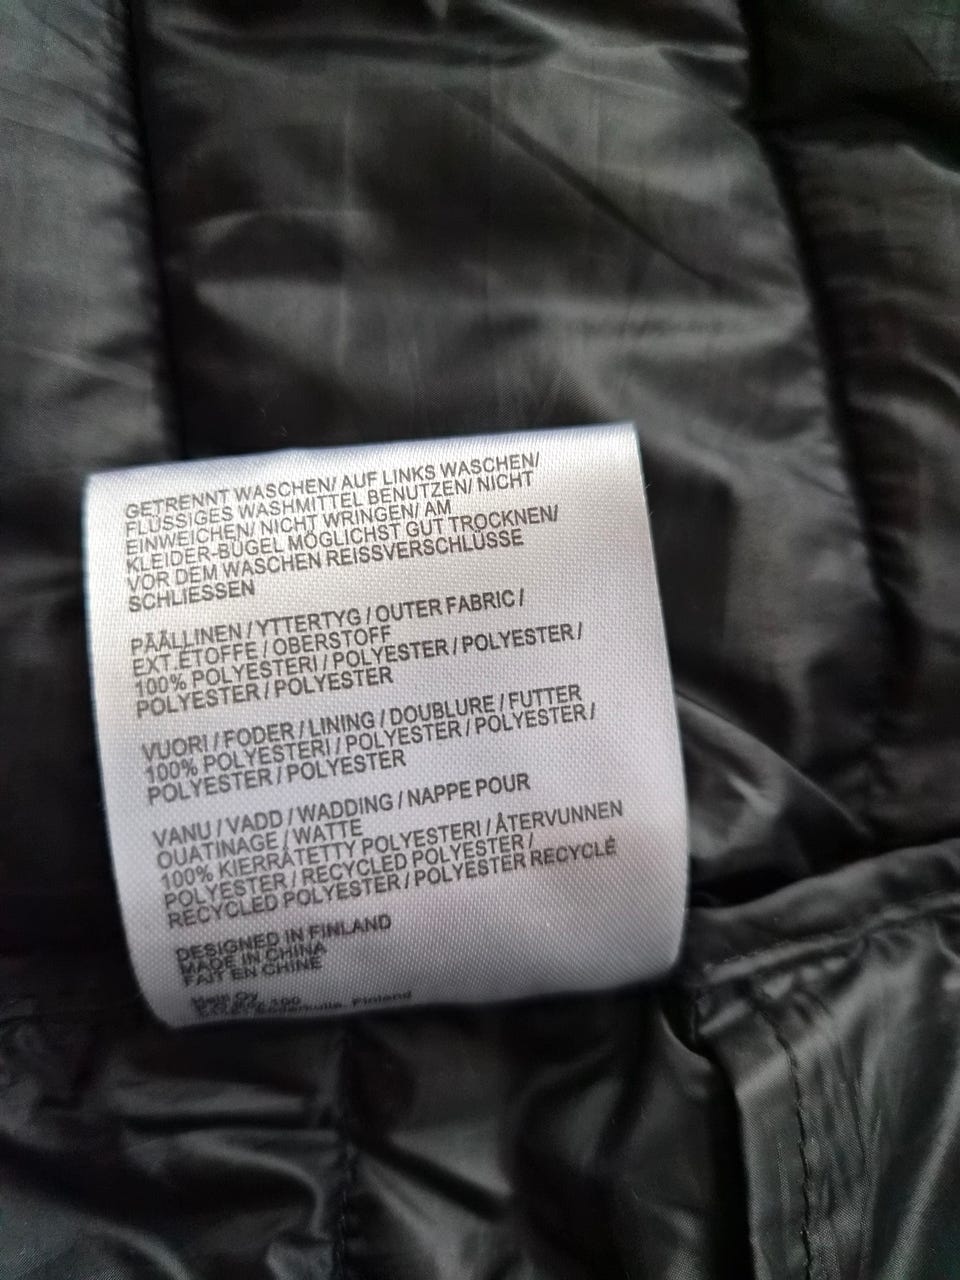 GETRENNT WASCHEN/ AUF LINKS WASCHEN/
FLÜSSIGES WASHMITTEL BENUTZEN/ NICHT
EINWEICHEN/ NICHT WRINGEN/ AM
KLEIDER-BÜGEL MÖGLICHST GUT TROCKNEN/
VOR DEM WASCHEN REISSVERSCHLÜSSE
SCHLIESSEN
PÄÄLLINEN / YTTERTYG / OUTER FABRIC /
EXT.ÉTOFFE / OBERSTOFF
100% POLYESTERI / POLYESTER / POLYESTER /
POLYESTER / POLYESTER
VUORI / FODER / LINING / DOUBLURE / FUTTER
100% POLYESTERI / POLYESTER / POLYESTER /
POLYESTER / POLYESTER
VANU / VADD / WADDING / NAPPE POUR
OUATINAGE / WATTE
100% KIERRÄTETTY POLYESTERI / ÅTERVUNNEN
POLYESTER / RECYCLED POLYESTER /
RECYCLED POLYESTER / POLYESTER RECYCLÉ
DESIGNED IN FINLAND
MADE IN CHINA
FAIT EN CHINE
Oy
100
Finland